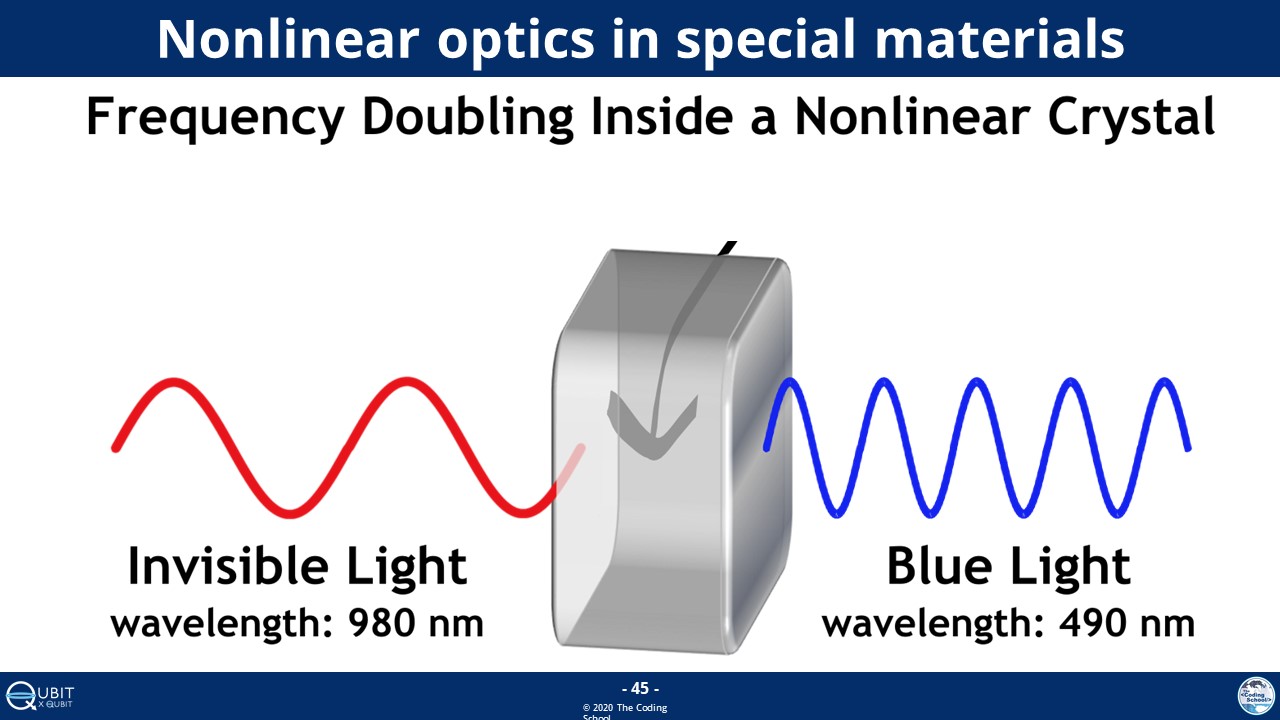 Nonlinear optics in special materials
Frequency Doubling Inside a Nonlinear Crystal
Invisible Light
wavelength: 980 nm
Blue Light
wavelength: 490 nm
QUBIT
X QUBIT
- 45 -
© 2020 The Coding
School
The
<Coding
School>